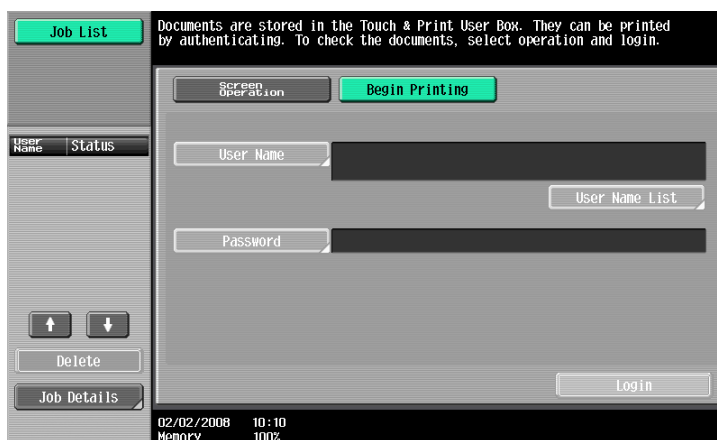 Job List
Documents are stored in the Touch & Print User Box. They can be printed
by authenticating. To check the documents, select operation and login.
Screen
Operation
Begin Printing
User
Name
Status
User Name
User Name List
Password
Delete
Job Details
Login
02/02/2008 10:10
Memory 100%